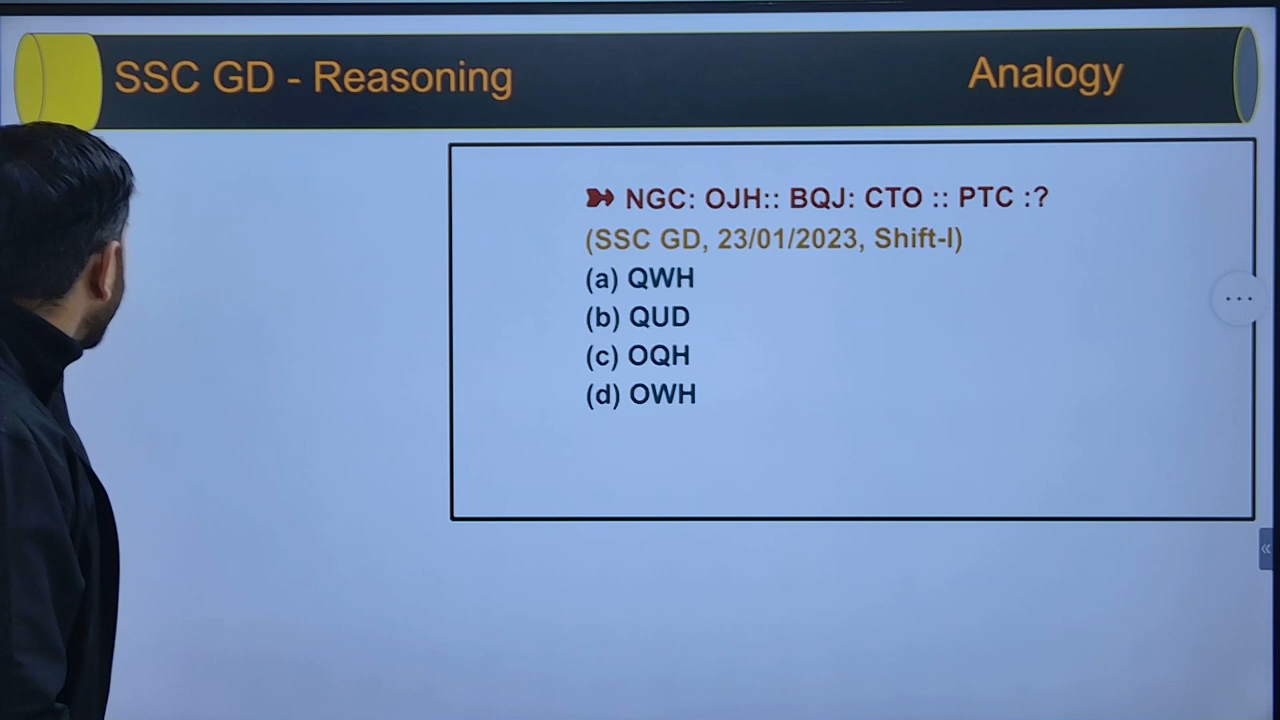 SSC GD - Reasoning
Analogy
NGC: OJH:: BQJ: CTO :: PTC :?
(SSC GD, 23/01/2023, Shift-I)
(a) QWH
(b) QUD
(c) OQH
(d) OWH